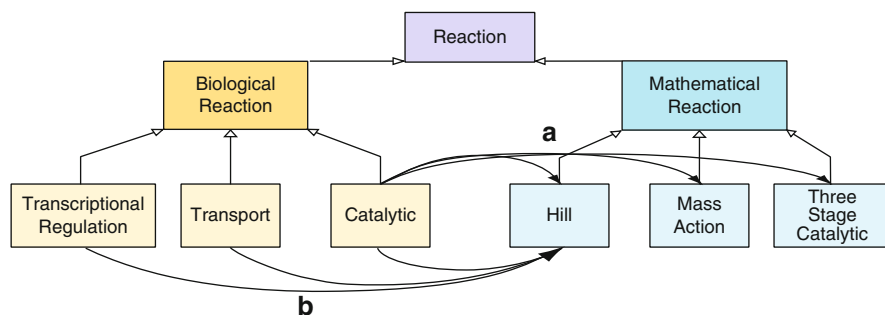 Reaction
Biological
Reaction
Mathematical
Reaction
a
Transcriptional
Regulation
Transport
Catalytic
Hill
Mass
Action
Three
Stage
Catalytic
b